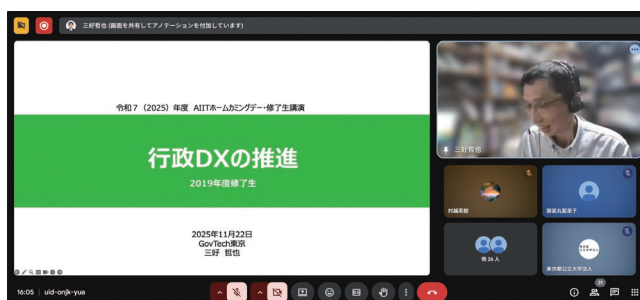 三好哲也 (画面を共有してアノテーションを付加しています)
令和7（2025）年度 AIITホームカミングデー・修了生講演
行政DXの推進
2019年度修了生
2025年11月22日
GovTech東京
三好 哲也
三好哲也
村越英樹
他 26 人
東京都公立大学法人
16:05 | uid-onjk-yua
31